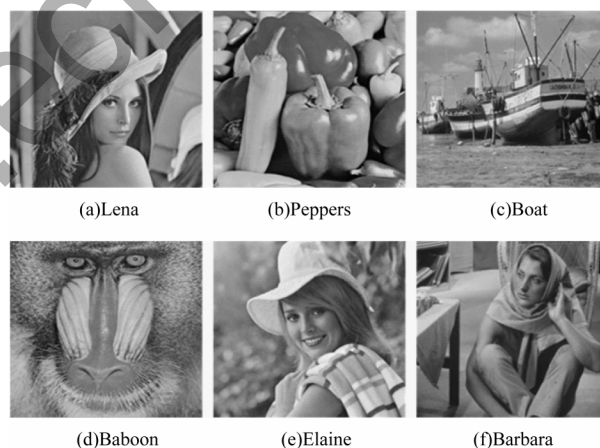 (a)Lena
(b)Peppers
(c)Boat
(d)Baboon
(e)Elaine
(f)Barbara